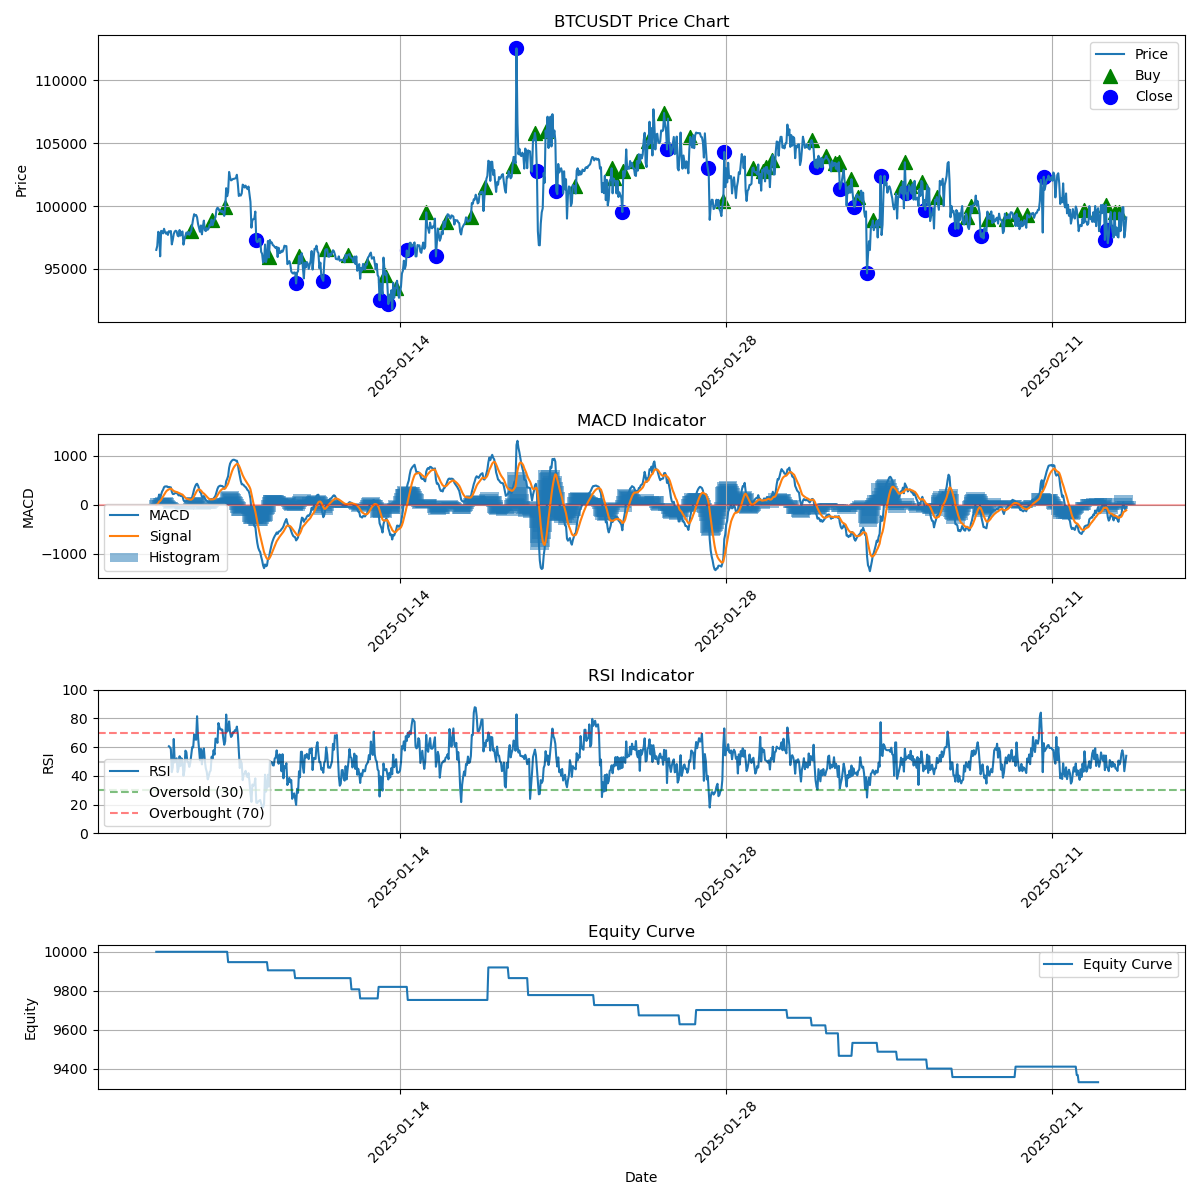 BTCUSDT Price Chart
Price
110000
105000
100000
95000
Price
Buy
Close
2025-01-14
2025-01-28
2025-02-11
MACD Indicator
MACD
1000
0
−1000
MACD
Signal
Histogram
2025-01-14
2025-01-28
2025-02-11
RSI Indicator
RSI
100
80
60
40
20
0
RSI
Oversold (30)
Overbought (70)
2025-01-14
2025-01-28
2025-02-11
Equity Curve
Equity
10000
9800
9600
9400
Equity Curve
2025-01-14
2025-01-28
2025-02-11
Date